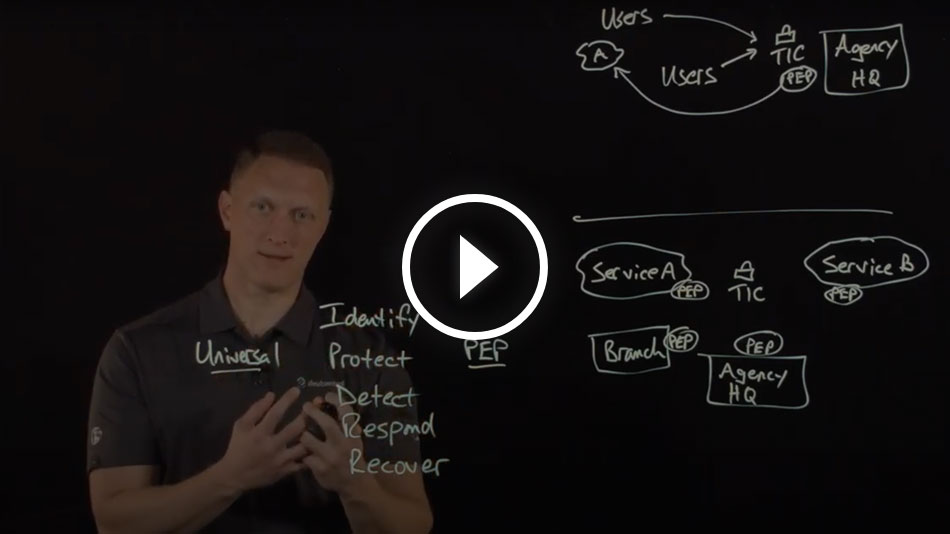 Users
A
Users
TIC
PEP
Agency
HQ
Service A
PEP
TIC
Service B
PEP
Identify
Universal
Protect
PEP
Branch
PEP
PEP
Agency
HQ
Detect
Respond
Recover